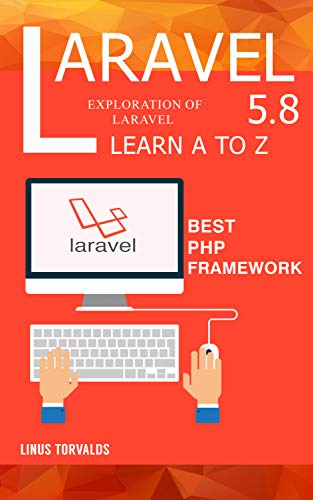 LARAVEL
EXPLORATION OF
LARAVEL
5.8
LEARN A TO Z
laravel
BEST
PHP
FRAMEWORK
LINUS TORVALDS